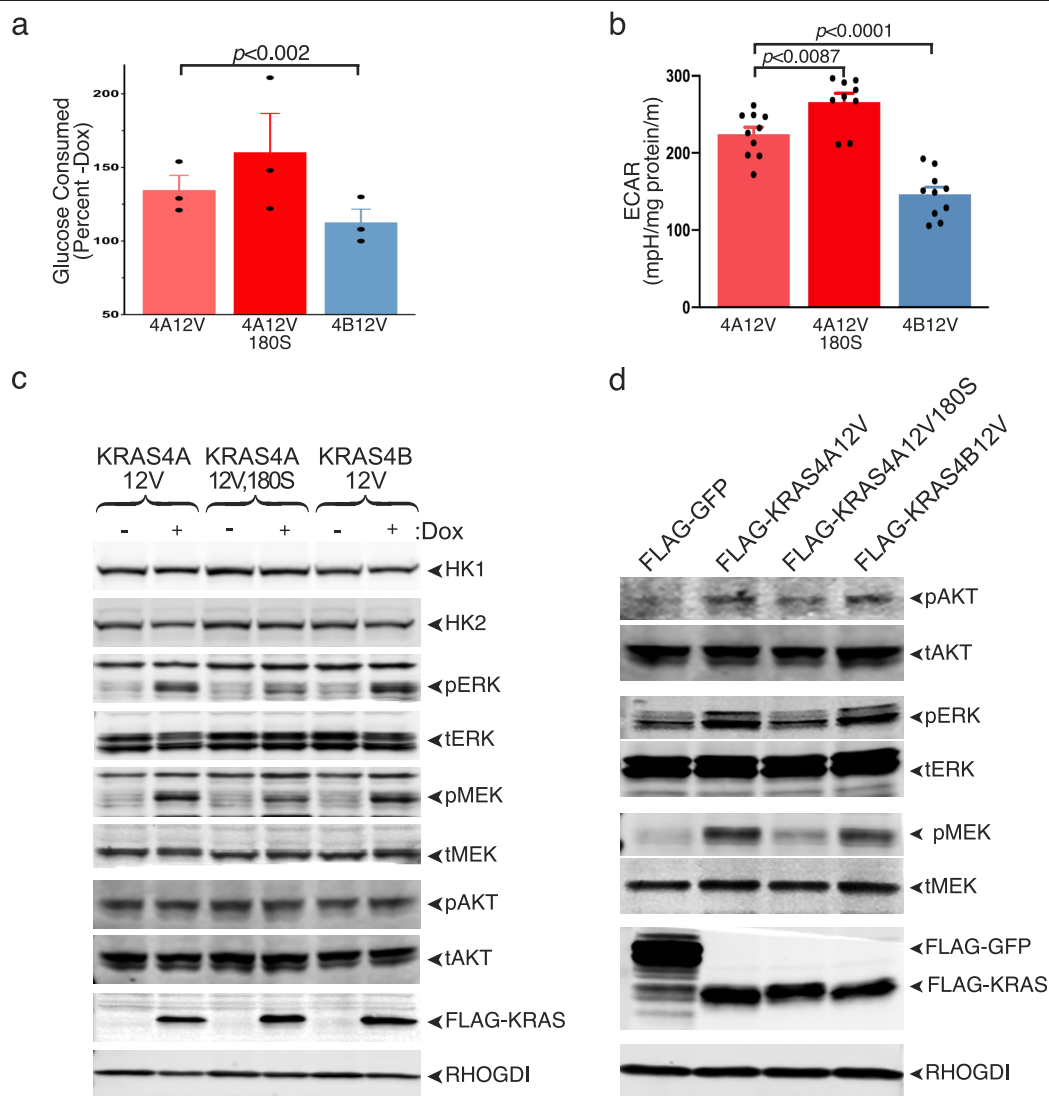 a
p<0.002
Glucose Consumed
(Percent -Dox)
200
150
100
50
4A12V
4A12V
180S
4B12V
b
p<0.0001
p<0.0087
ECAR
(mpH/mg protein/m)
300
200
100
0
4A12V
4A12V
180S
4B12V
c
KRAS4A
12V
KRAS4A
12V,180S
KRAS4B
12V
- + - + - + :Dox
HK1
HK2
pERK
tERK
pMEK
tMEK
pAKT
tAKT
FLAG-KRAS
RHOGDI
d
FLAG-GFP
FLAG-KRAS4A12V
FLAG-KRAS4A12V180S
FLAG-KRAS4B12V
pAKT
tAKT
pERK
tERK
pMEK
tMEK
FLAG-GFP
FLAG-KRAS
RHOGDI